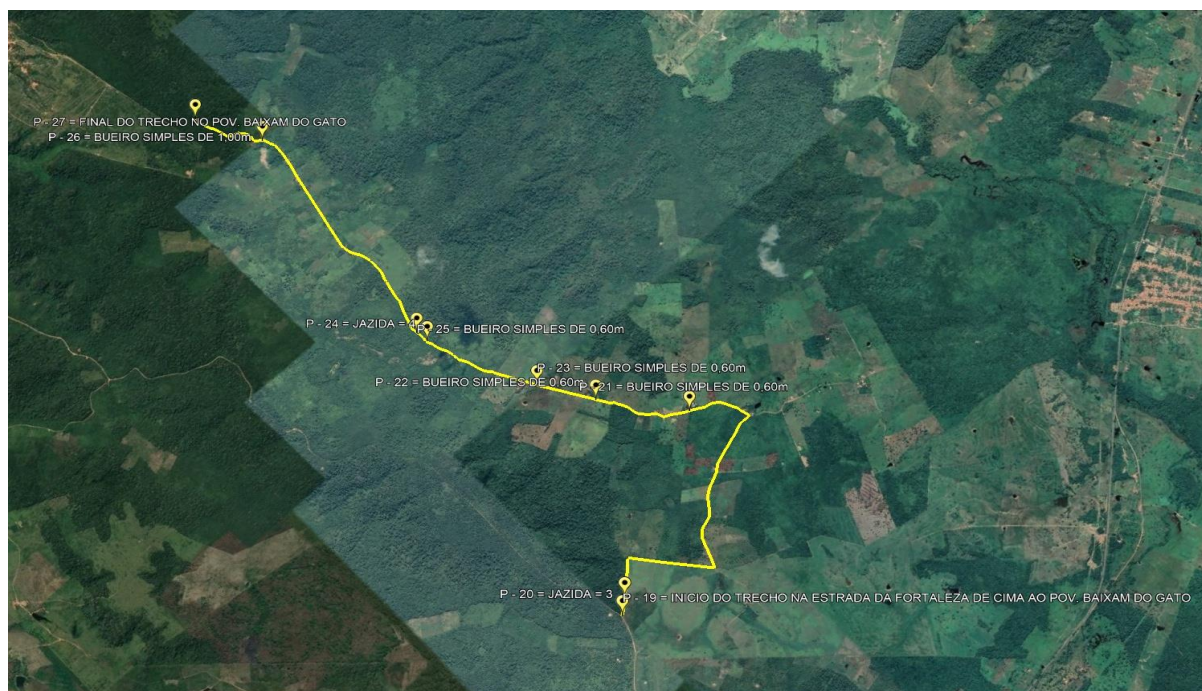 P - 27 = FINAL DO TRECHO NO POV. BAIXAM DO GATO
P - 26 = BUEIRO SIMPLES DE 1,00m
P - 24 = JAZIDA = 4
P - 25 = BUEIRO SIMPLES DE 0,60m
P - 23 = BUEIRO SIMPLES DE 0,60m
P - 22 = BUEIRO SIMPLES DE 0,60m
P - 21 = BUEIRO SIMPLES DE 0,60m
P - 20 = JAZIDA = 3
P - 19 = INICIO DO TRECHO NA ESTRADA DA FORTALEZA DE CIMA AO POV. BAIXAM DO GATO